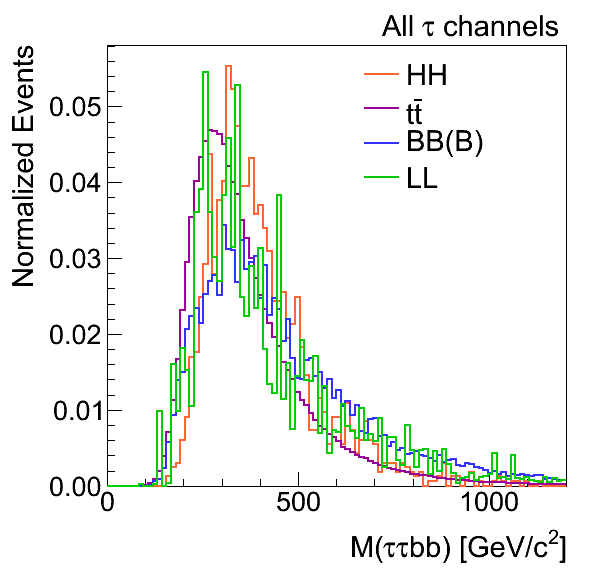 All τ channels
Normalized Events
HH
tt̄
BB(B)
LL
0.05
0.04
0.03
0.02
0.01
0.00
0
500
1000
M(ττbb) [GeV/c²]